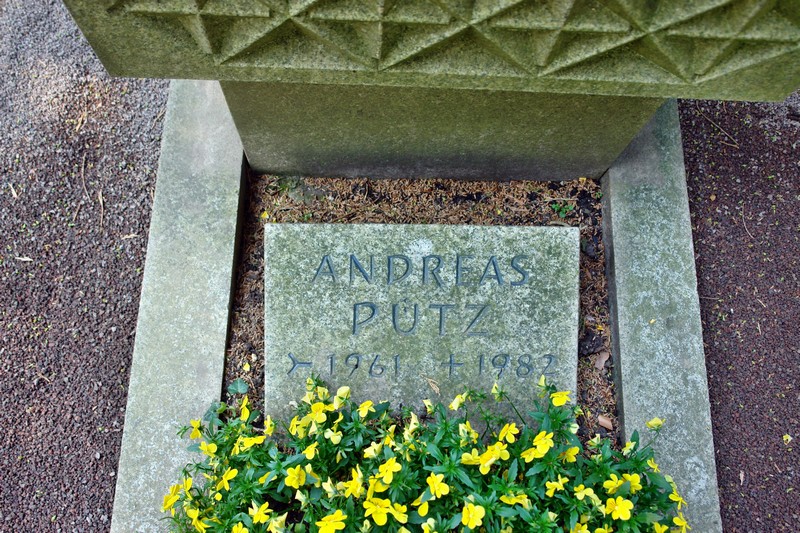 ANDREAS
PÜTZ
⤙ 1961 + 1982